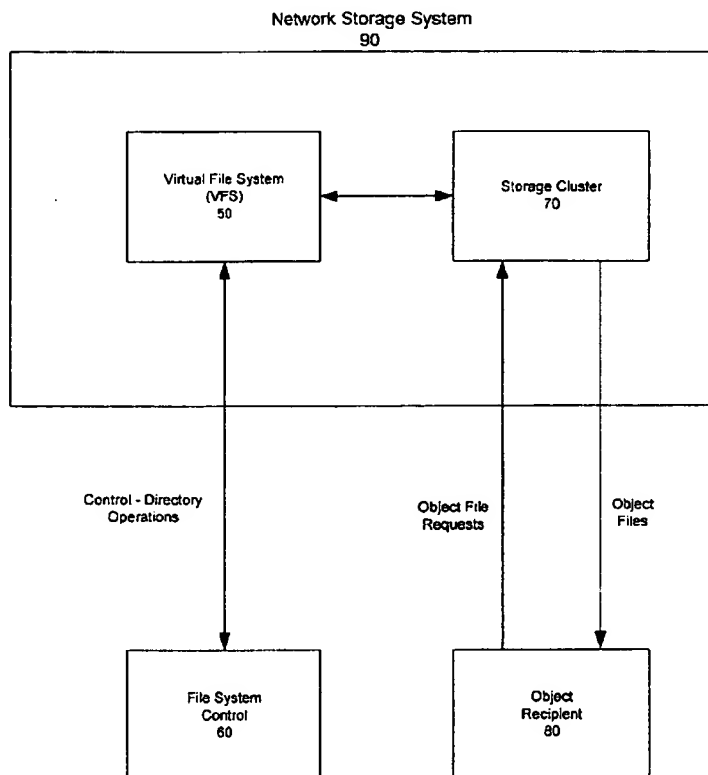 Network Storage System
90
Virtual File System
(VFS)
50
Storage Cluster
70
Control - Directory
Operations
Object File
Requests
Object
Files
File System
Control
60
Object
Recipient
80